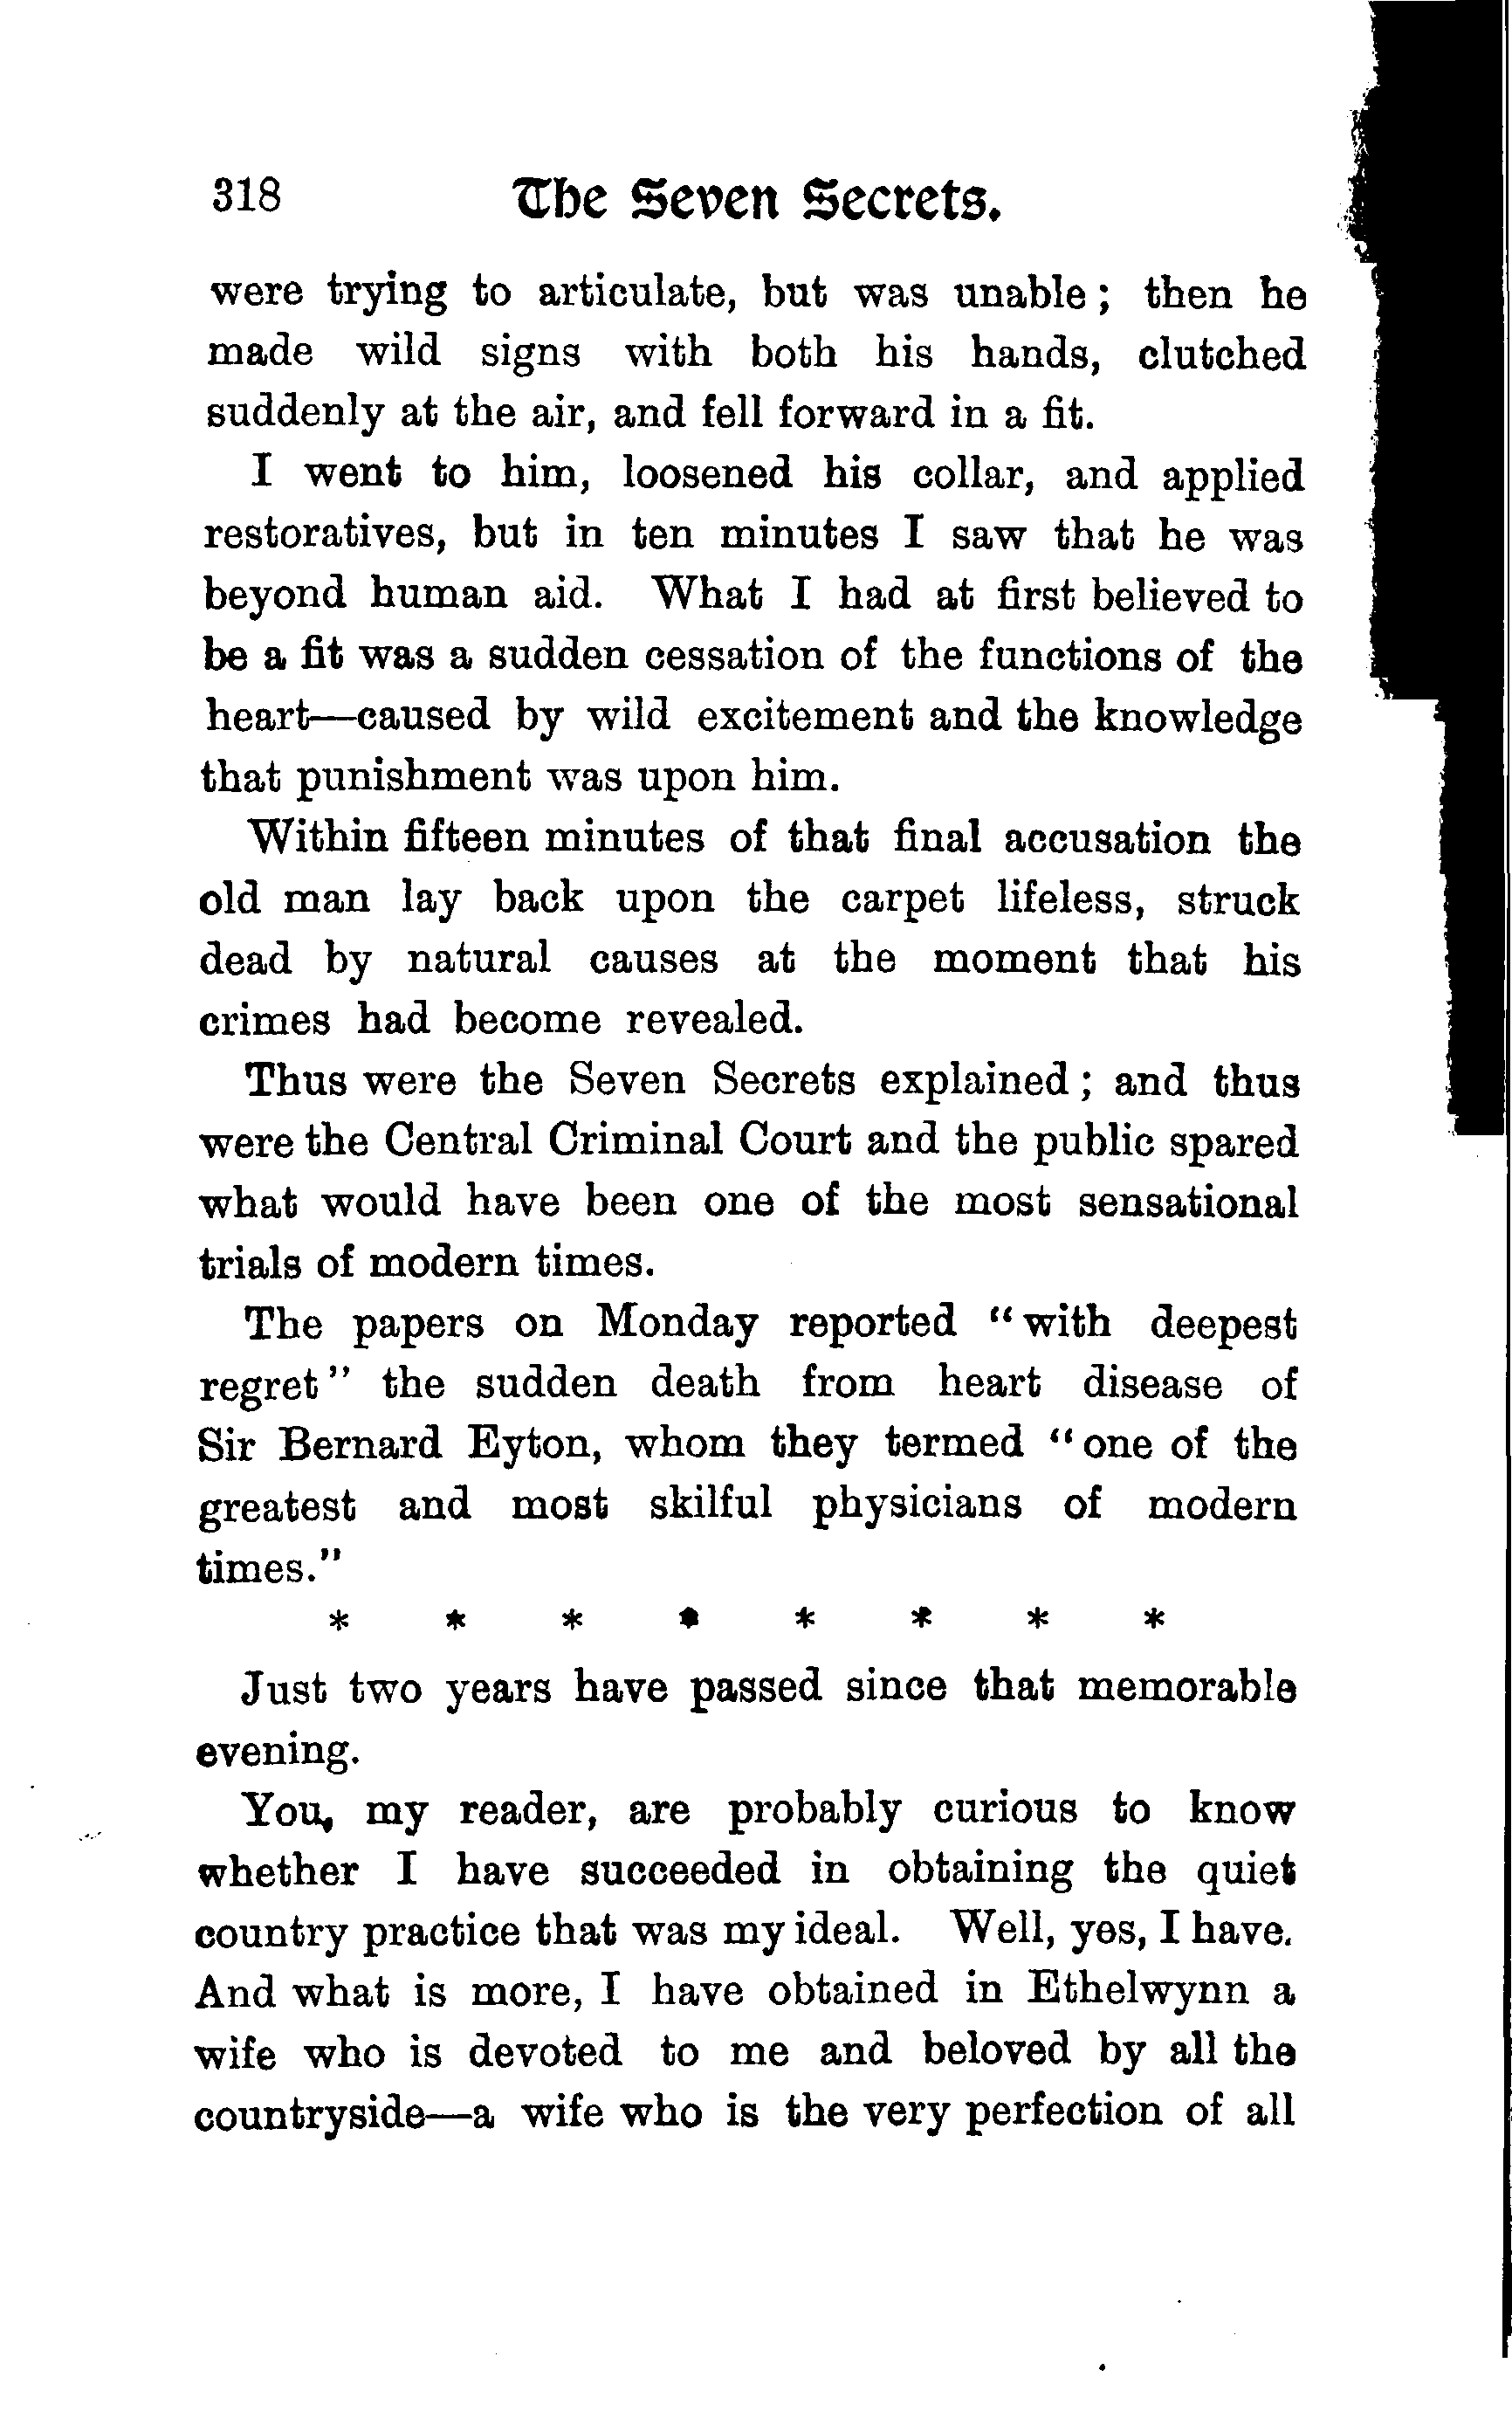 318 The Seven Secrets.
were trying to articulate, but was unable; then he
made wild signs with both his hands, clutched
suddenly at the air, and fell forward in a fit.
I went to him, loosened his collar, and applied
restoratives, but in ten minutes I saw that he was
beyond human aid. What I had at first believed to
be a fit was a sudden cessation of the functions of the
heart—caused by wild excitement and the knowledge
that punishment was upon him.
Within fifteen minutes of that final accusation the
old man lay back upon the carpet lifeless, struck
dead by natural causes at the moment that his
crimes had become revealed.
Thus were the Seven Secrets explained; and thus
were the Central Criminal Court and the public spared
what would have been one of the most sensational
trials of modern times.
The papers on Monday reported "with deepest
regret" the sudden death from heart disease of
Sir Bernard Eyton, whom they termed "one of the
greatest and most skilful physicians of modern
times."
* * * * * * * *
Just two years have passed since that memorable
evening.
You, my reader, are probably curious to know
whether I have succeeded in obtaining the quiet
country practice that was my ideal. Well, yes, I have.
And what is more, I have obtained in Ethelwynn a
wife who is devoted to me and beloved by all the
countryside—a wife who is the very perfection of all